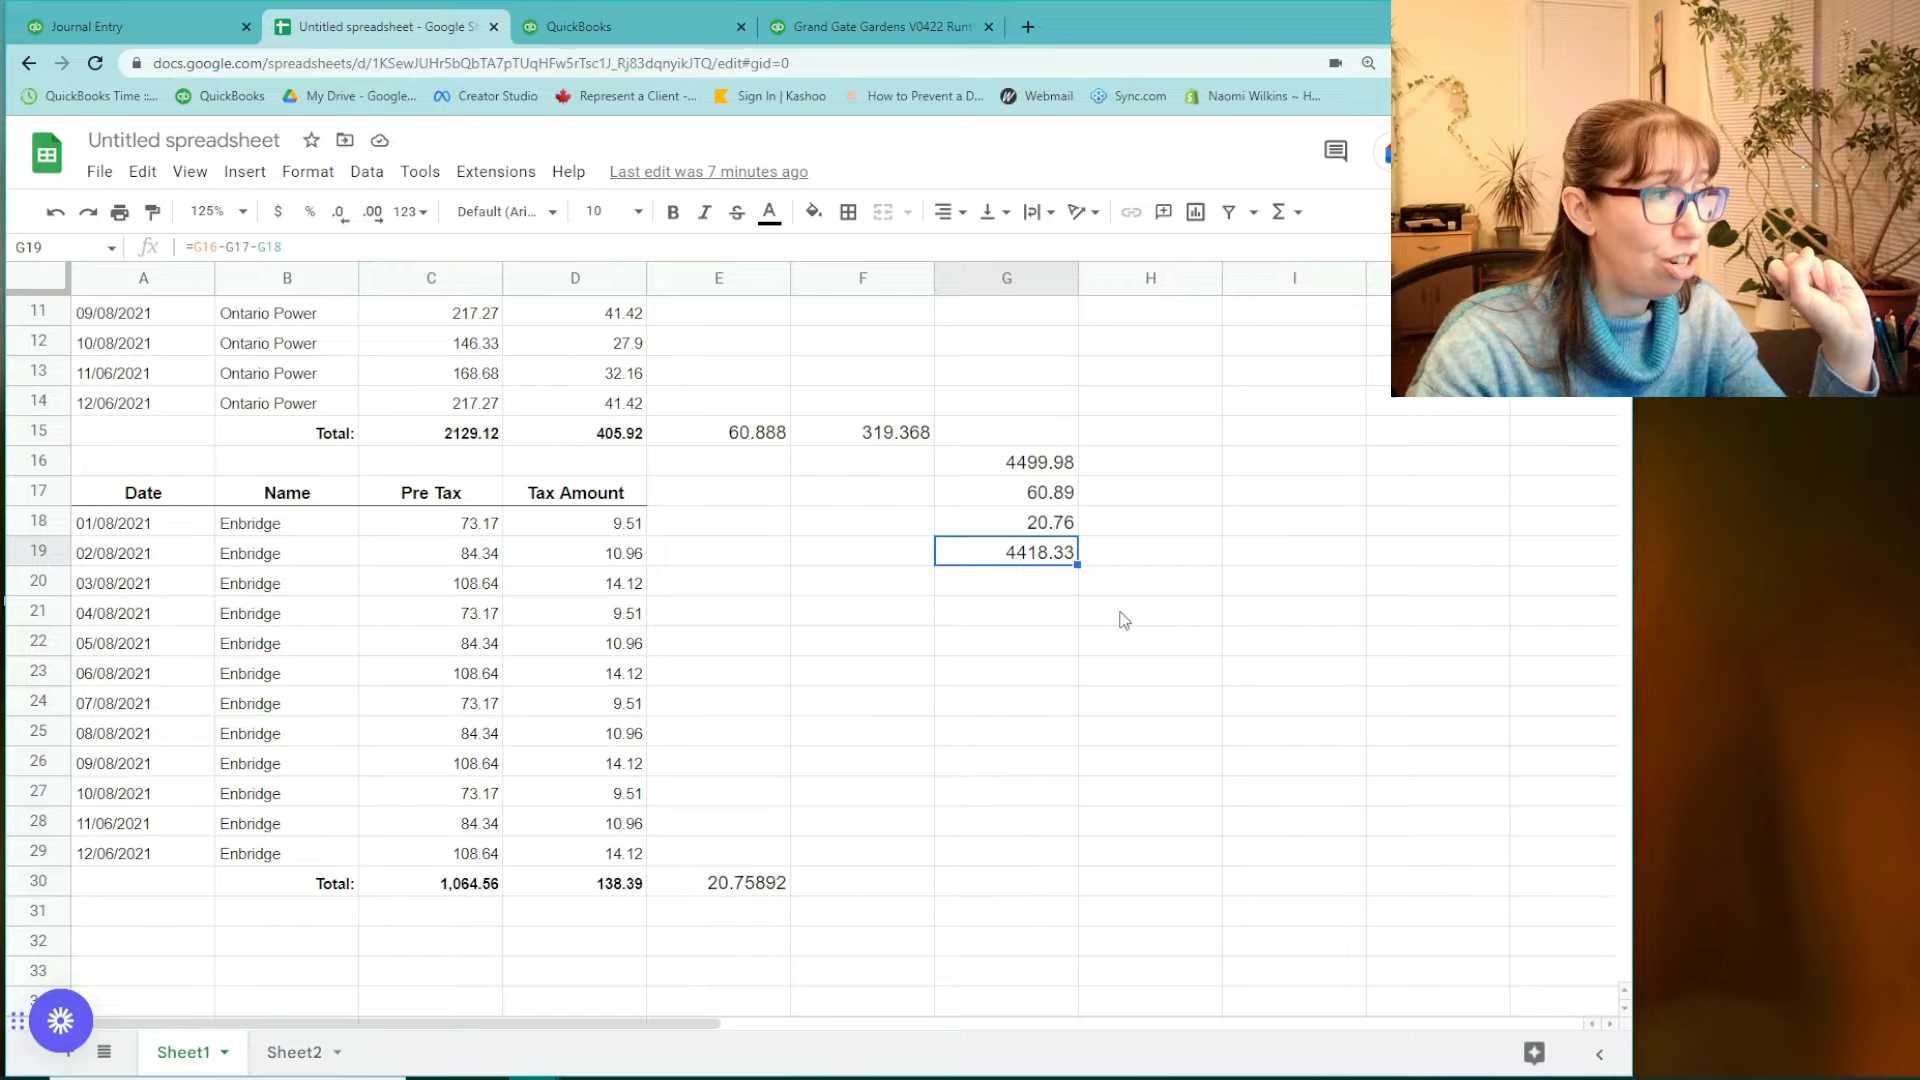 Journal Entry
Untitled spreadsheet - Google S
QuickBooks
Grand Gate Gardens V0422 Runt
docs.google.com/spreadsheets/d/1KSewJUHr5bQbTA7pTUqHFw5rTsc1J_Rj83dqnyikJTQ/edit#gid=0
QuickBooks Time ::... QuickBooks My Drive - Google... Creator Studio Represent a Client -... Sign In | Kashoo How to Prevent a D... Webmail Sync.com Naomi Wilkins ~ H...
Untitled spreadsheet
File Edit View Insert Format Data Tools Extensions Help Last edit was 7 minutes ago
125% $ % .0 .00 123 Default (Ari... 10 B I S A Σ
G19 fx =G16-G17-G18
A B C D E F G H I
11 09/08/2021 Ontario Power 217.27 41.42
12 10/08/2021 Ontario Power 146.33 27.9
13 11/06/2021 Ontario Power 168.68 32.16
14 12/06/2021 Ontario Power 217.27 41.42
15 Total: 2129.12 405.92 60.888 319.368
16 4499.98
17 Date Name Pre Tax Tax Amount 60.89
18 01/08/2021 Enbridge 73.17 9.51 20.76
19 02/08/2021 Enbridge 84.34 10.96 4418.33
20 03/08/2021 Enbridge 108.64 14.12
21 04/08/2021 Enbridge 73.17 9.51
22 05/08/2021 Enbridge 84.34 10.96
23 06/08/2021 Enbridge 108.64 14.12
24 07/08/2021 Enbridge 73.17 9.51
25 08/08/2021 Enbridge 84.34 10.96
26 09/08/2021 Enbridge 108.64 14.12
27 10/08/2021 Enbridge 73.17 9.51
28 11/06/2021 Enbridge 84.34 10.96
29 12/06/2021 Enbridge 108.64 14.12
30 Total: 1,064.56 138.39 20.75892
31
32
33
Sheet1 Sheet2